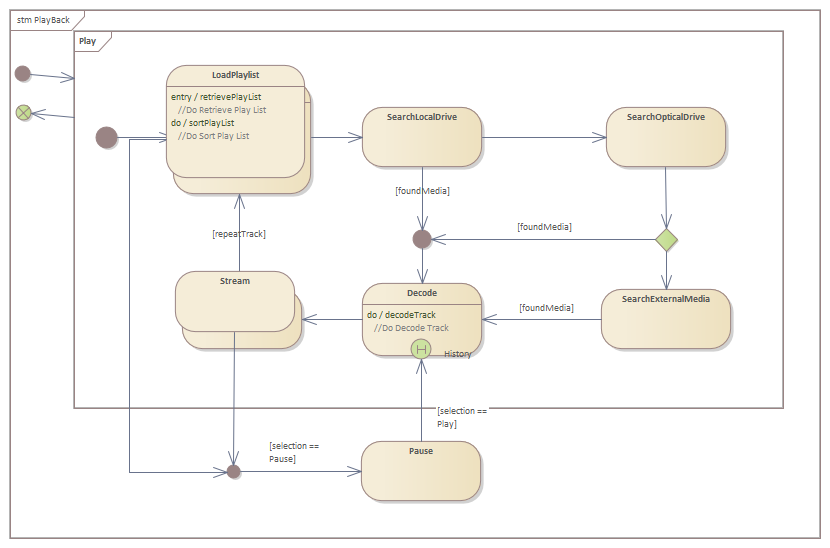 stm PlayBack
Play
LoadPlaylist
entry / retrievePlayList
//Do Retrieve Play List
do / sortPlayList
//Do Sort Play List
SearchLocalDrive
SearchOpticalDrive
[foundMedia]
[foundMedia]
[repeatTrack]
Stream
Decode
do / decodeTrack
//Do Decode Track
H
History
[foundMedia]
SearchExternalMedia
[selection ==
Play]
[selection ==
Pause]
Pause